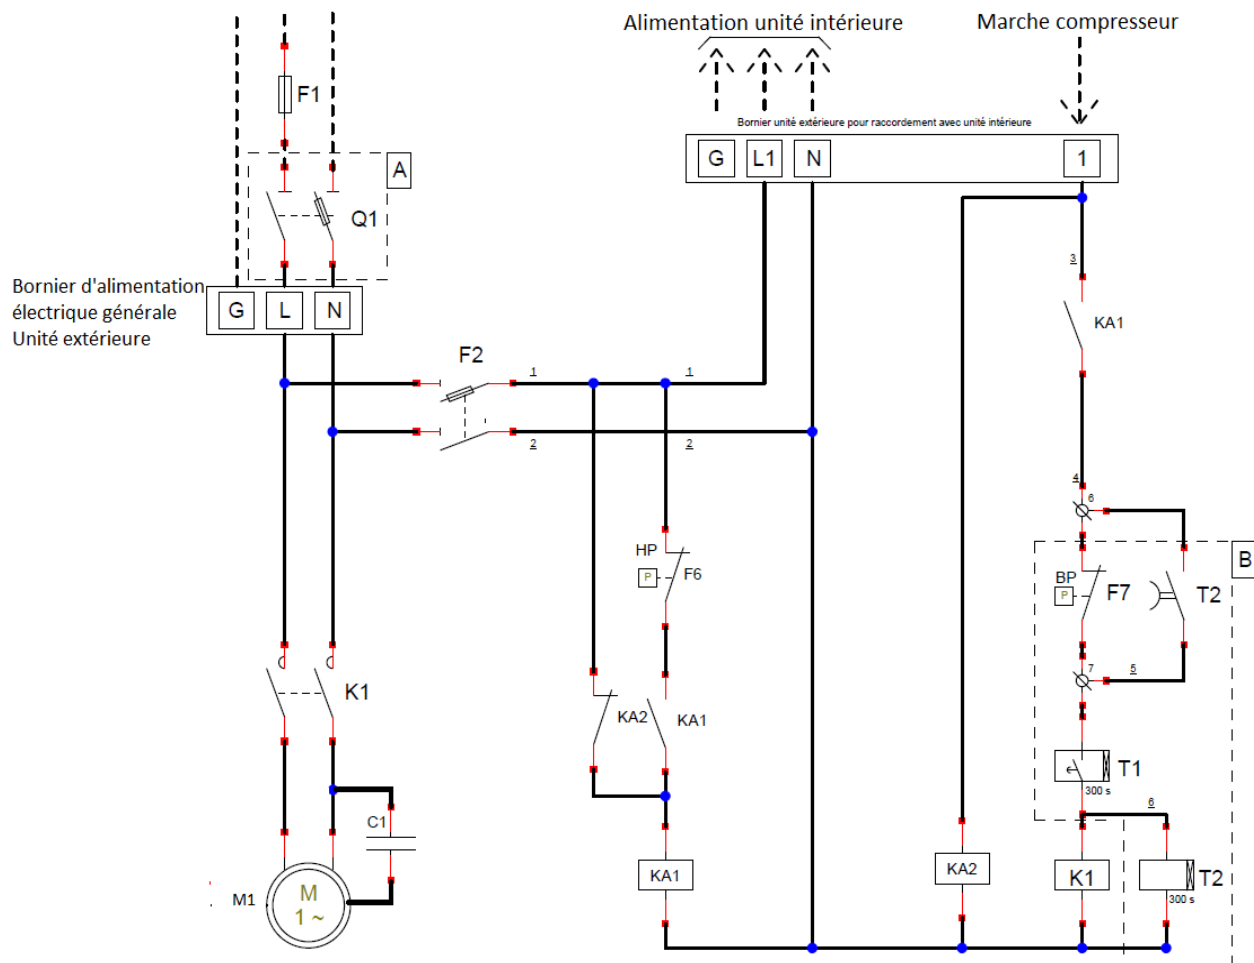 Alimentation unité intérieure
Marche compresseur
F1
Bornier unité extérieure pour raccordement avec unité intérieure
G L1 N 1
A
Q1
Bornier d'alimentation
électrique générale
Unité extérieure
G L N
3
KA1
F2
1 1
2 2
4
6
HP
P
F6
B
BP
P
F7
T2
7
5
K1
KA2
KA1
T1
300 s
6
C1
M1
M
1 ~
KA1
KA2
K1
T2
300 s